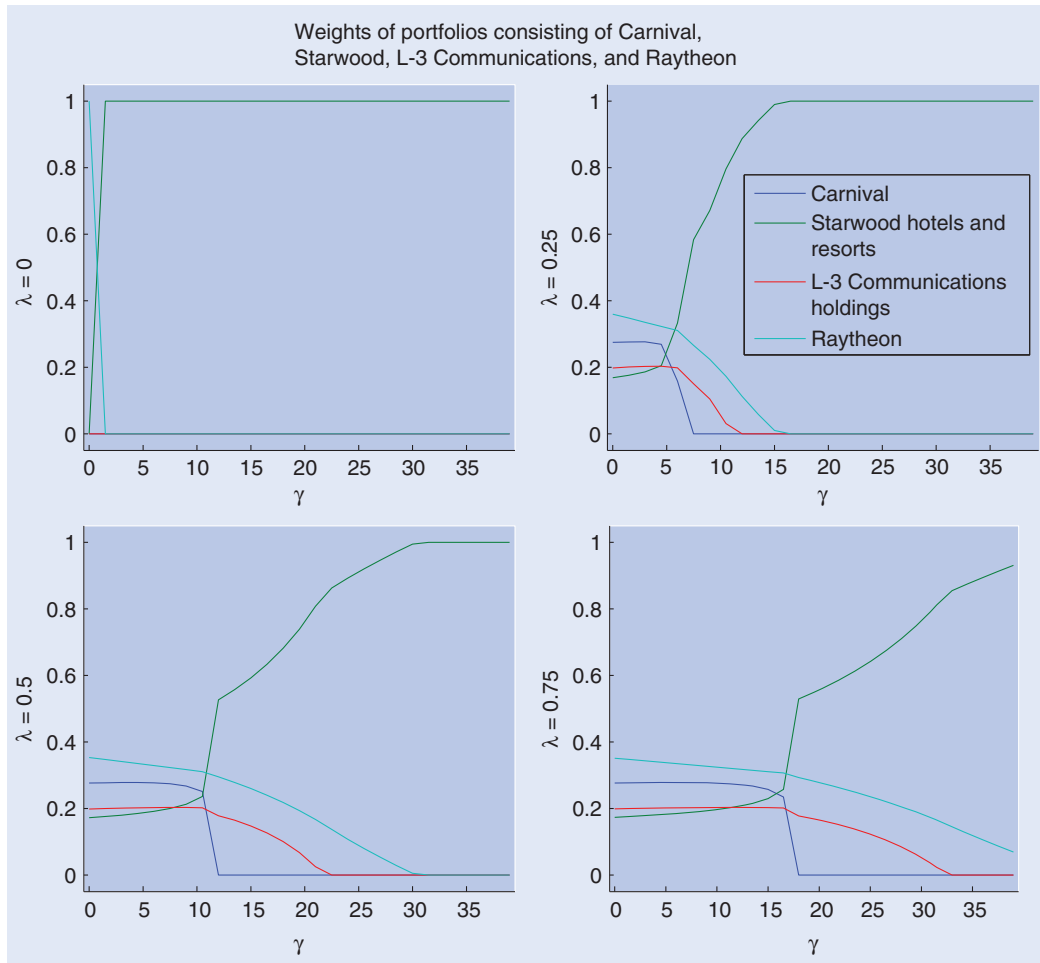 Weights of portfolios consisting of Carnival,
Starwood, L-3 Communications, and Raytheon
1
0.8
0.6
0.4
0.2
0
λ = 0
0 5 10 15 20 25 30 35
γ
1
0.8
0.6
0.4
0.2
0
λ = 0.25
Carnival
Starwood hotels and
resorts
L-3 Communications
holdings
Raytheon
0 5 10 15 20 25 30 35
γ
1
0.8
0.6
0.4
0.2
0
λ = 0.5
0 5 10 15 20 25 30 35
γ
1
0.8
0.6
0.4
0.2
0
λ = 0.75
0 5 10 15 20 25 30 35
γ